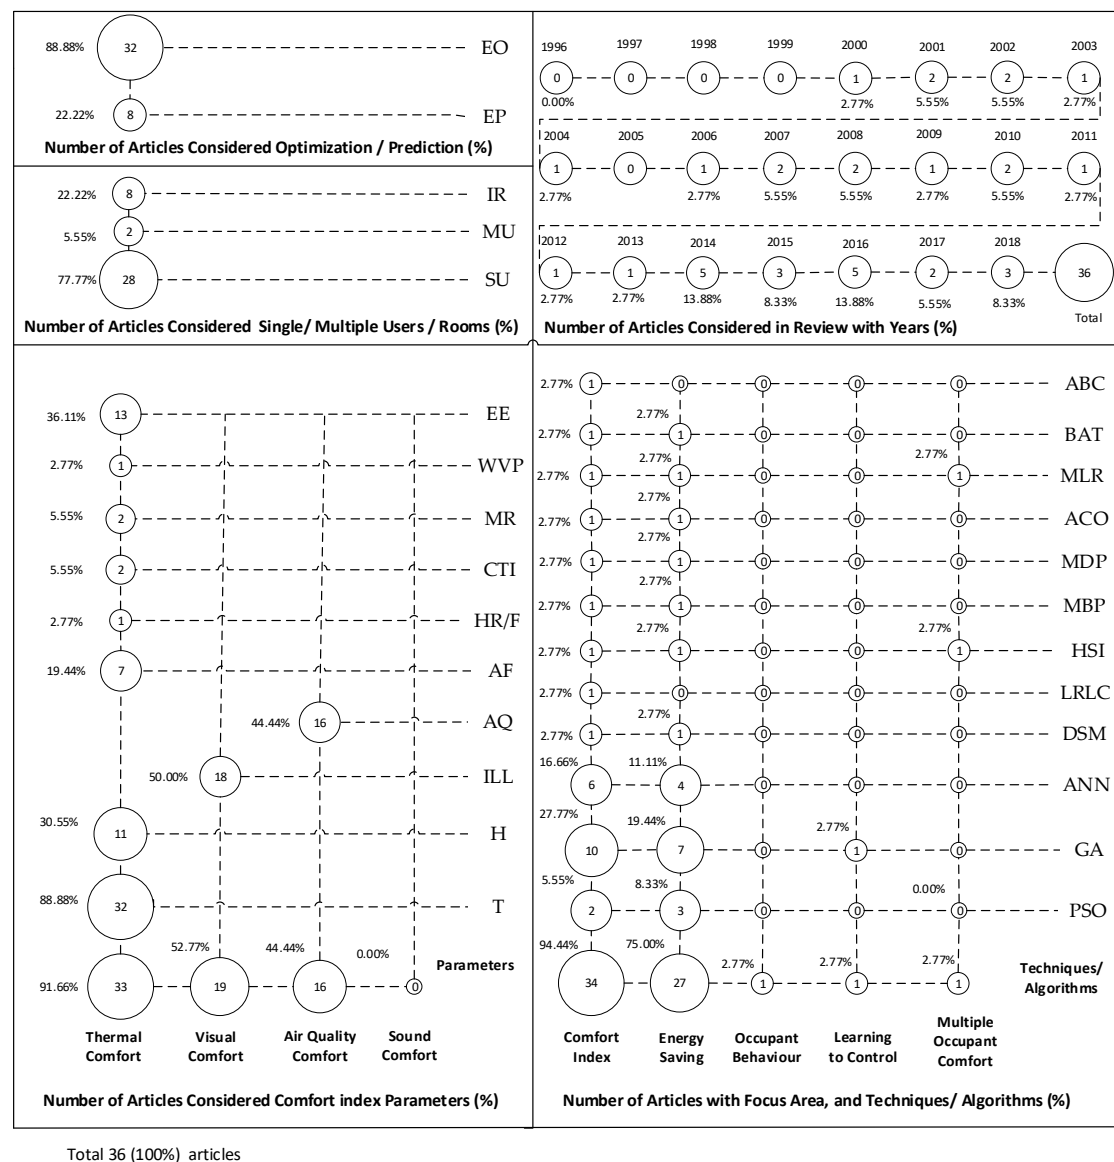 88.88% 32 EO
22.22% 8 EP
Number of Articles Considered Optimization / Prediction (%)
22.22% 8 IR
5.55% 2 MU
77.77% 28 SU
Number of Articles Considered Single/ Multiple Users / Rooms (%)
1996 1997 1998 1999 2000 2001 2002 2003
0 0 0 0 1 2 2 1
0.00% 2.77% 5.55% 5.55% 2.77%
2004 2005 2006 2007 2008 2009 2010 2011
1 0 1 2 2 1 2 1
2.77% 2.77% 5.55% 5.55% 2.77% 5.55% 2.77%
2012 2013 2014 2015 2016 2017 2018
1 1 5 3 5 2 3 36
2.77% 2.77% 13.88% 8.33% 13.88% 5.55% 8.33%
Total
Number of Articles Considered in Review with Years (%)
36.11% 13 EE
2.77% 1 WVP
5.55% 2 MR
5.55% 2 CTI
2.77% 1 HR/F
19.44% 7 AF
44.44% 16 AQ
50.00% 18 ILL
30.55% 11 H
88.88% 32 T
52.77% 44.44% 0.00%
Parameters
91.66% 33 19 16 0
Thermal Visual Air Quality Sound
Comfort Comfort Comfort Comfort
Number of Articles Considered Comfort index Parameters (%)
2.77% 1 0 0 0 0 ABC
2.77%
2.77% 1 1 0 0 0 BAT
2.77% 2.77%
2.77% 1 1 0 0 1 MLR
2.77%
2.77% 1 1 0 0 0 ACO
2.77%
2.77% 1 1 0 0 0 MDP
2.77%
2.77% 1 1 0 0 0 MBP
2.77% 2.77%
2.77% 1 1 0 0 1 HSI
2.77% 1 0 0 0 0 LRLC
2.77%
2.77% 1 1 0 0 0 DSM
16.66% 11.11%
6 4 0 0 0 ANN
27.77% 19.44% 2.77%
10 7 0 1 0 GA
5.55% 8.33% 0.00%
2 3 0 0 0 PSO
94.44% 75.00% 2.77% 2.77% 2.77%
34 27 1 1 1
Techniques/
Algorithms
Comfort Energy Occupant Learning Multiple
Index Saving Behaviour to Control Occupant
Comfort
Number of Articles with Focus Area, and Techniques/ Algorithms (%)
Total 36 (100%) articles